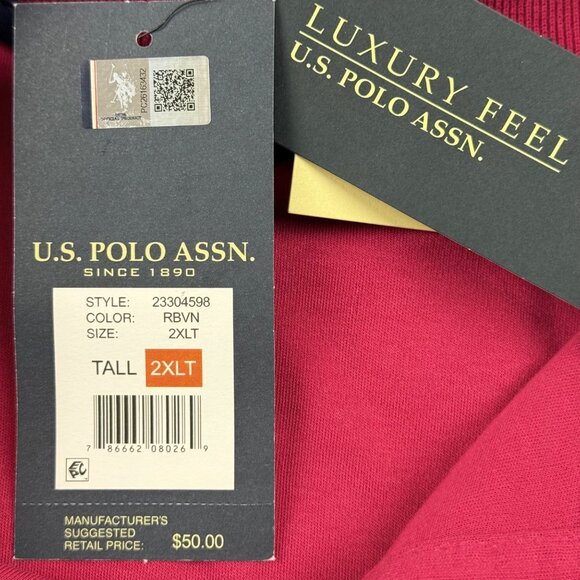 PC26163432
U.S. POLO ASSN.
SINCE 1890
STYLE: 23304598
COLOR: RBVN
SIZE: 2XLT
TALL 2XLT
7 86662 08026 9
MANUFACTURER'S
SUGGESTED
RETAIL PRICE: $50.00
LUXURY FEEL
U.S. POLO ASSN.